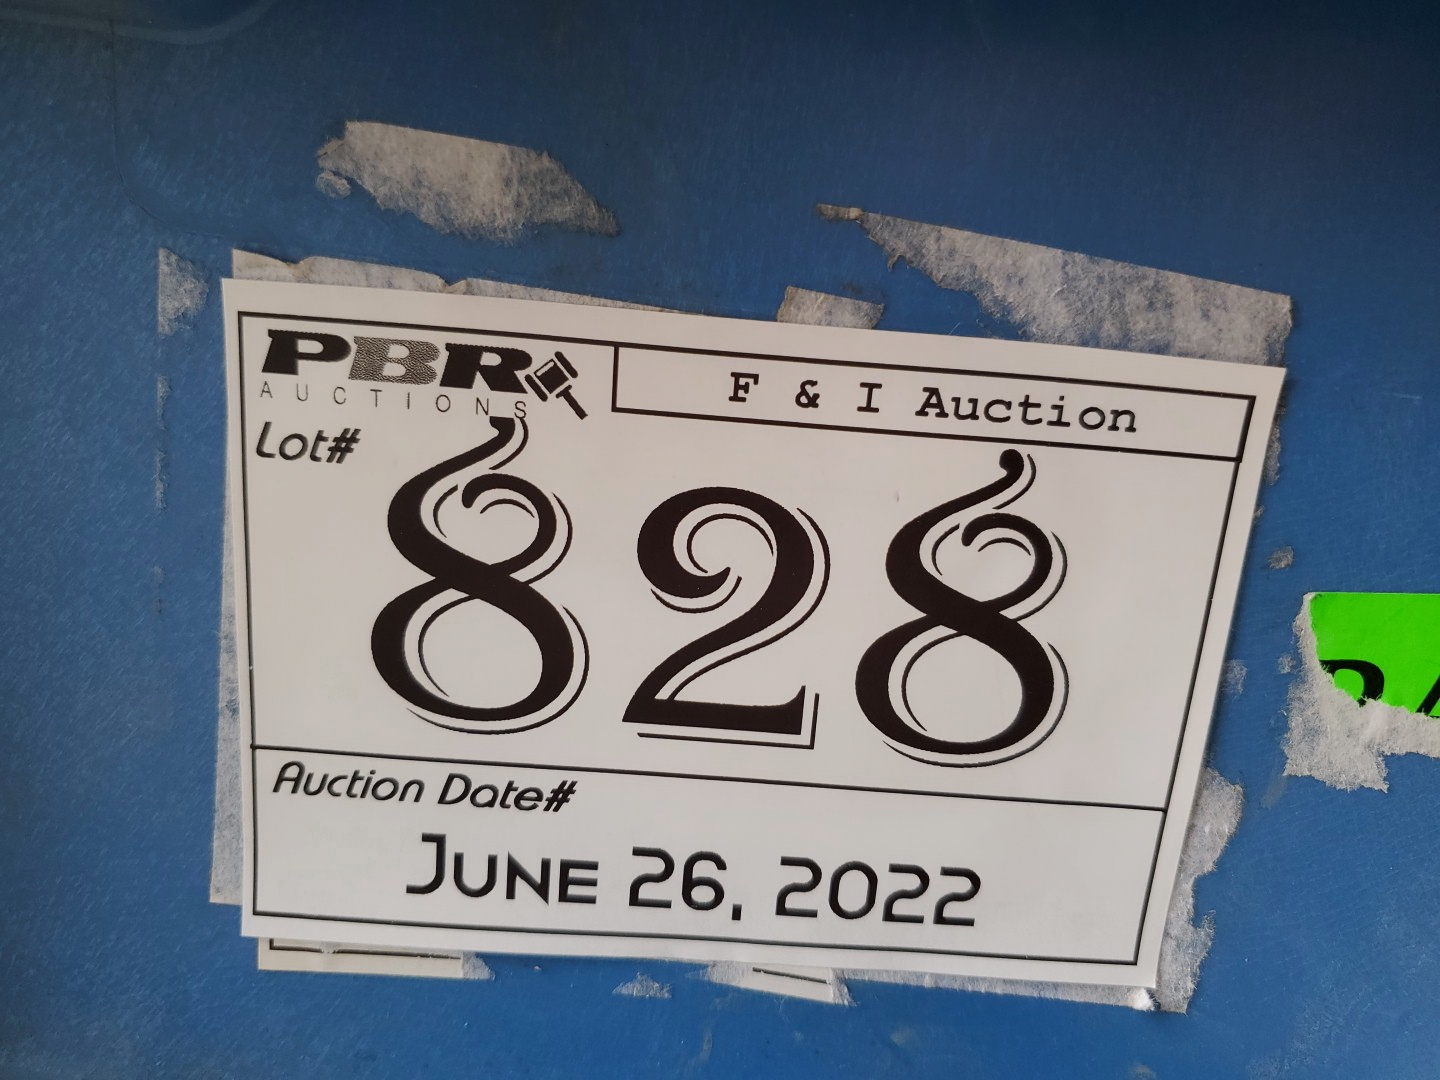 PBR
AUCTIONS
F & I Auction
Lot#
828
Auction Date#
June 26, 2022